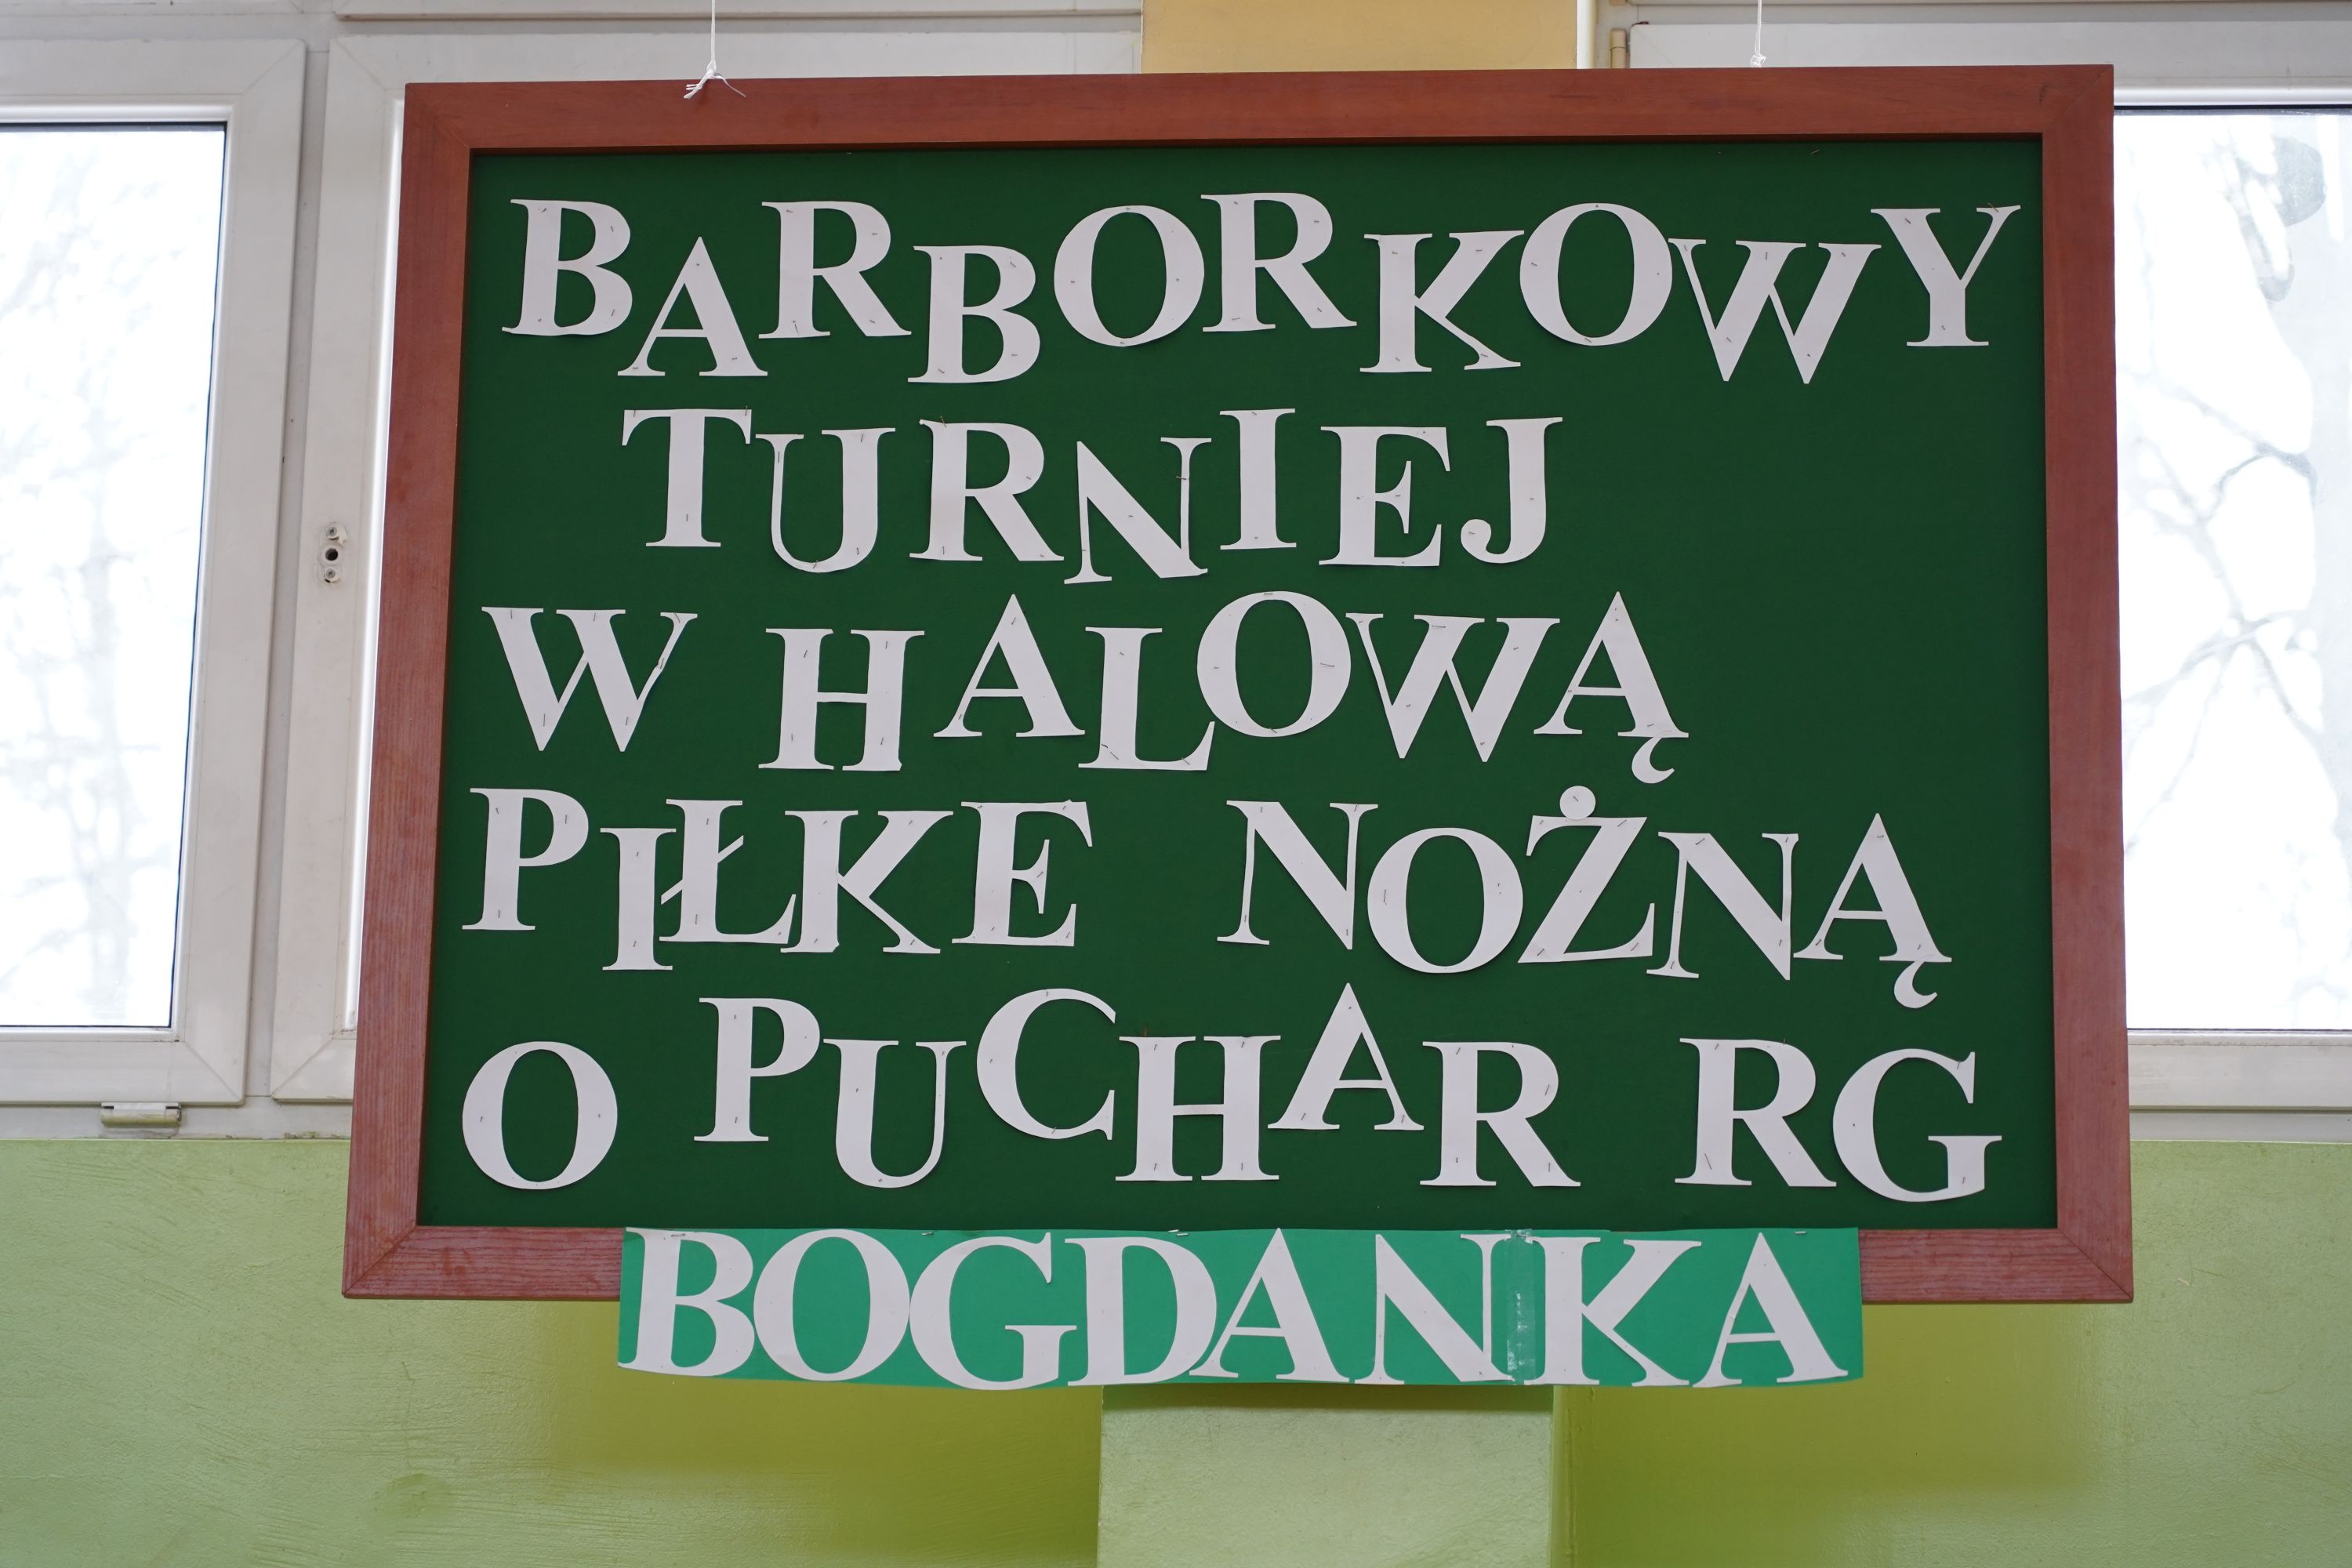 BARBORKOWY
TURNIEJ
W HALOWĄ
PIŁKE NOŻNĄ
O PUCHAR RG
BOGDANKA